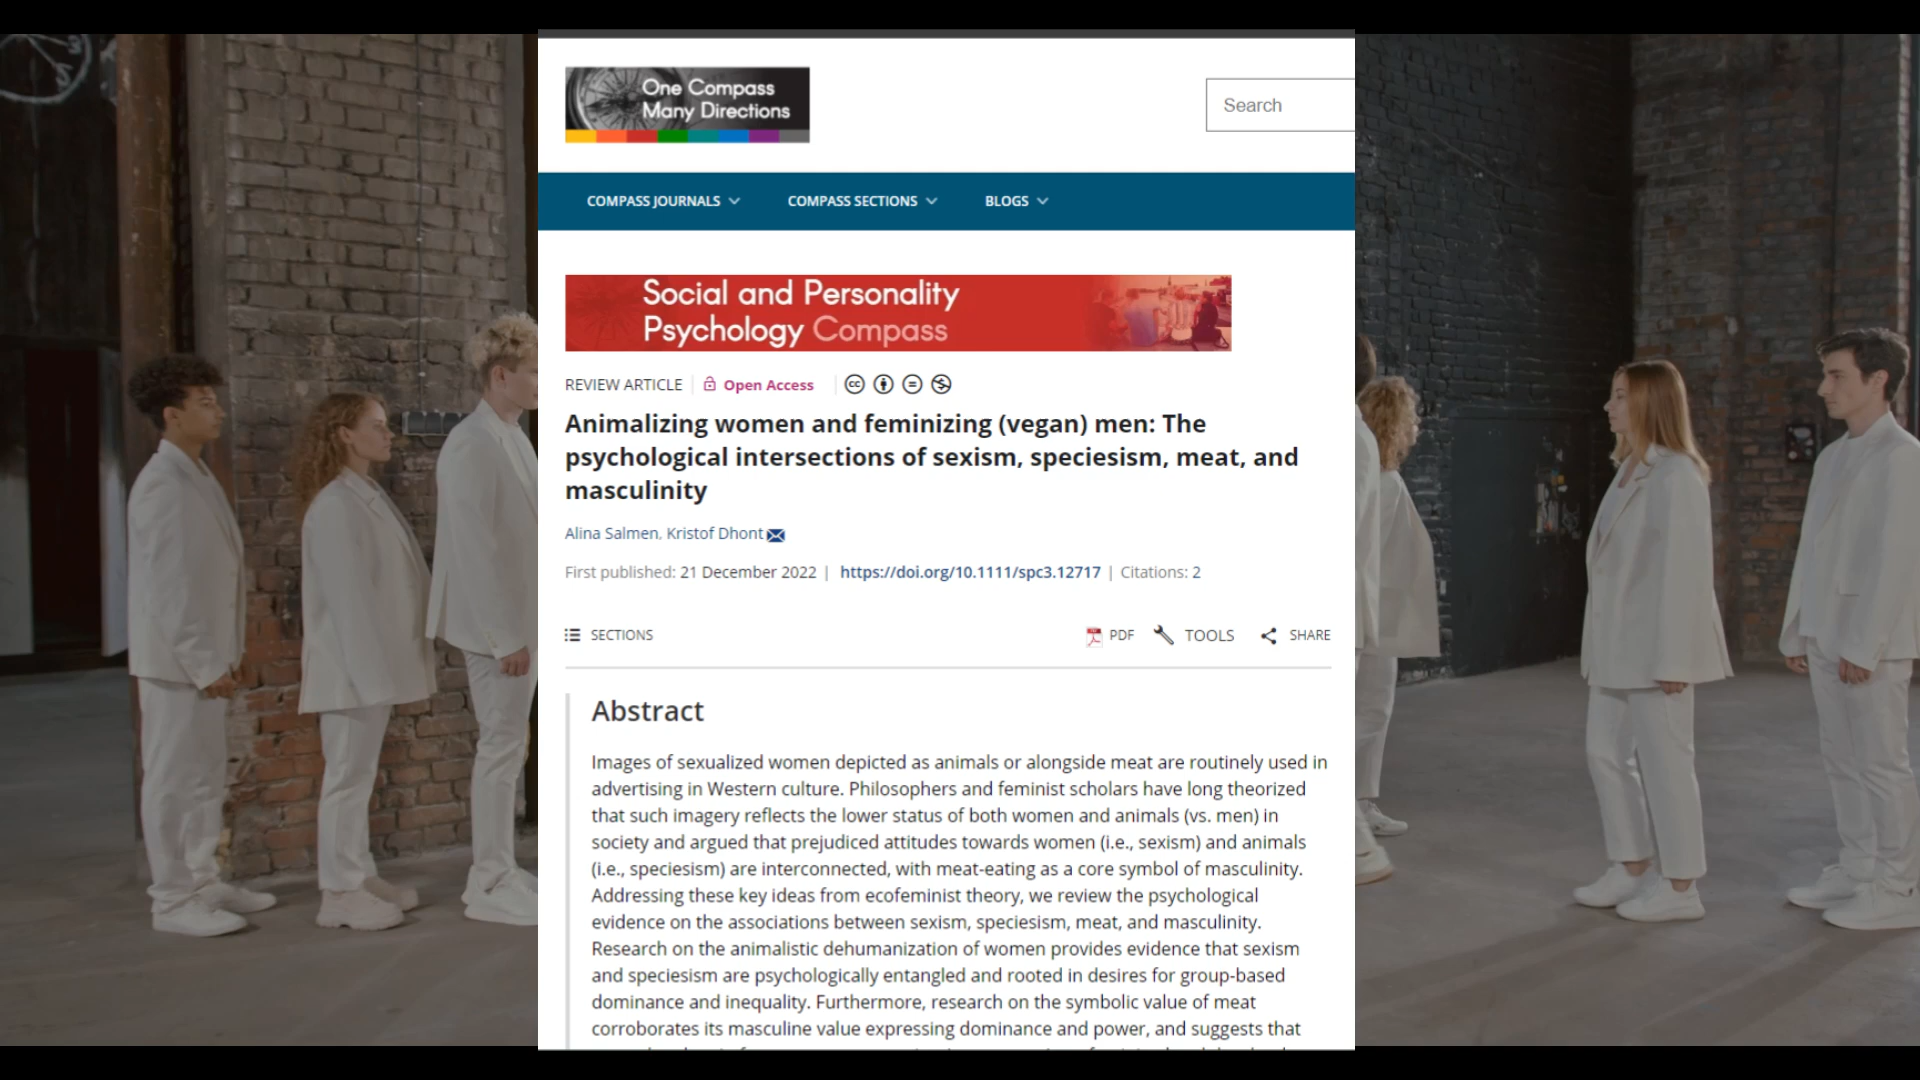 One Compass
Many Directions
Search
COMPASS JOURNALS
COMPASS SECTIONS
BLOGS
Social and Personality
Psychology Compass
REVIEW ARTICLE
Open Access
Animalizing women and feminizing (vegan) men: The
psychological intersections of sexism, speciesism, meat, and
masculinity
Alina Salmen, Kristof Dhont
First published: 21 December 2022 | https://doi.org/10.1111/spc3.12717 | Citations: 2
SECTIONS
PDF
TOOLS
SHARE
Abstract
Images of sexualized women depicted as animals or alongside meat are routinely used in
advertising in Western culture. Philosophers and feminist scholars have long theorized
that such imagery reflects the lower status of both women and animals (vs. men) in
society and argued that prejudiced attitudes towards women (i.e., sexism) and animals
(i.e., speciesism) are interconnected, with meat-eating as a core symbol of masculinity.
Addressing these key ideas from ecofeminist theory, we review the psychological
evidence on the associations between sexism, speciesism, meat, and masculinity.
Research on the animalistic dehumanization of women provides evidence that sexism
and speciesism are psychologically entangled and rooted in desires for group-based
dominance and inequality. Furthermore, research on the symbolic value of meat
corroborates its masculine value expressing dominance and power, and suggests that